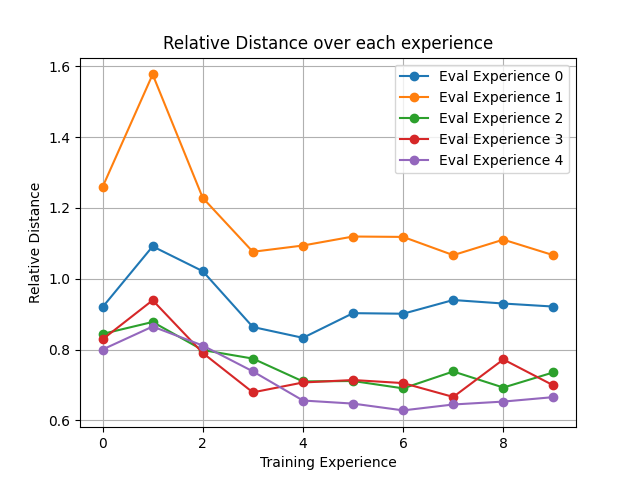 Relative Distance over each experience
Eval Experience 0
Eval Experience 1
Eval Experience 2
Eval Experience 3
Eval Experience 4
Relative Distance
1.6
1.4
1.2
1.0
0.8
0.6
0 2 4 6 8
Training Experience